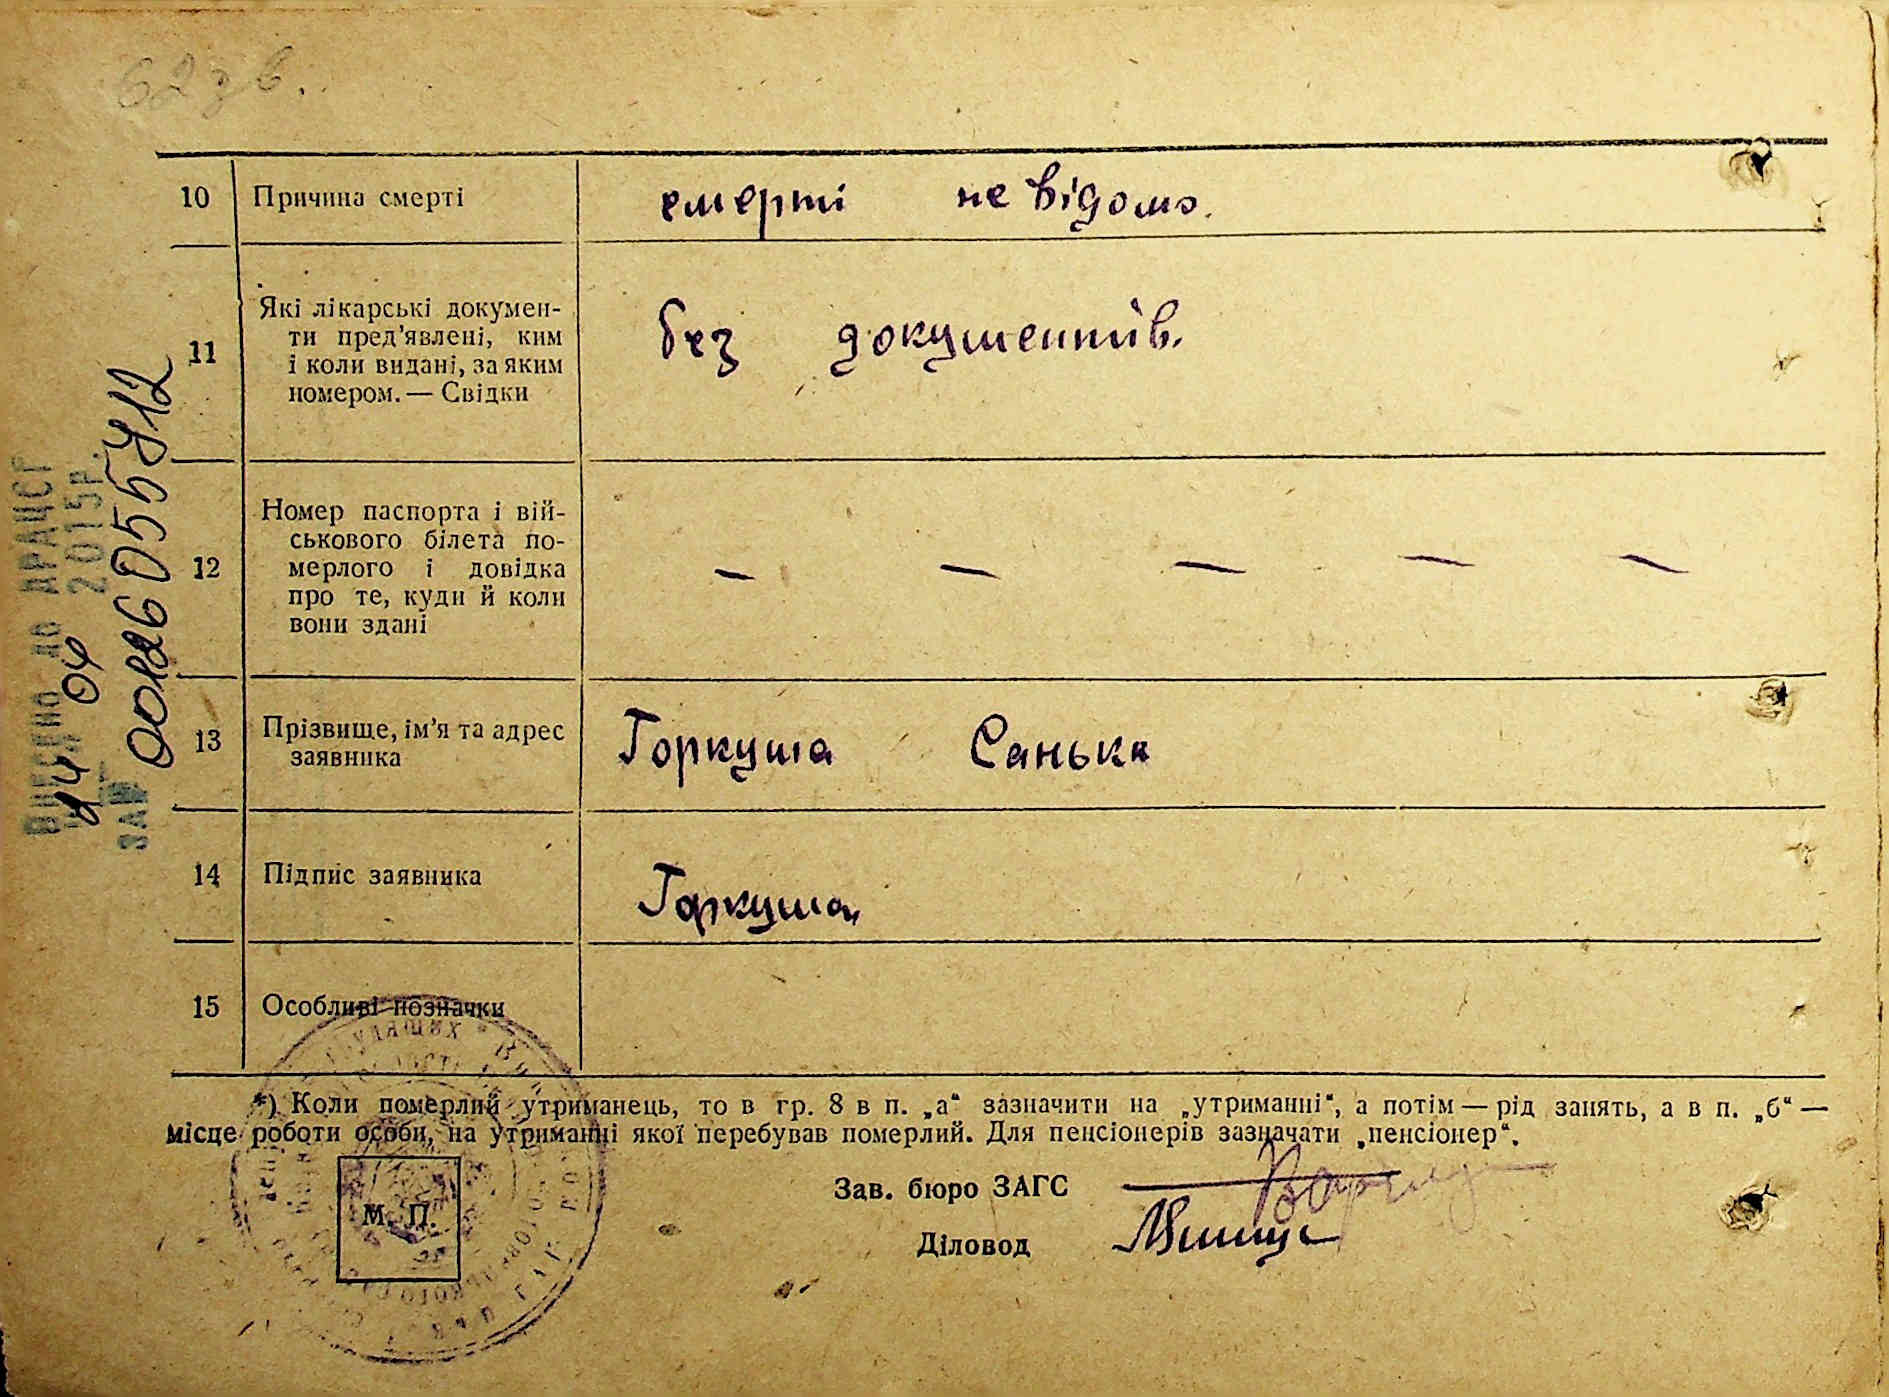 62 зв.
10 Причина смерті смерті не відомо.
11 Які лікарські докумен-
ти пред'явлені, ким
і коли видані, за яким
номером. — Свідки
без документів.
12 Номер паспорта і вій-
ськового білета по-
мерлого і довідка
про те, куди й коли
вони здані
— — — — —
13 Прізвище, ім'я та адрес
заявника
Горкуша Санька
14 Підпис заявника Горкуша
15 Особливі позначки
*) Коли померлий утриманець, то в гр. 8 в п. „а“ зазначити на „утриманні“, а потім — рід занять, а в п. „б“ —
місце роботи особи, на утриманні якої перебував померлий. Для пенсіонерів зазначати „пенсіонер“.
Зав. бюро ЗАГС
Діловод
М. П.
ВНЕСЕНО ДО ДРАЦСГ
04 2015р.